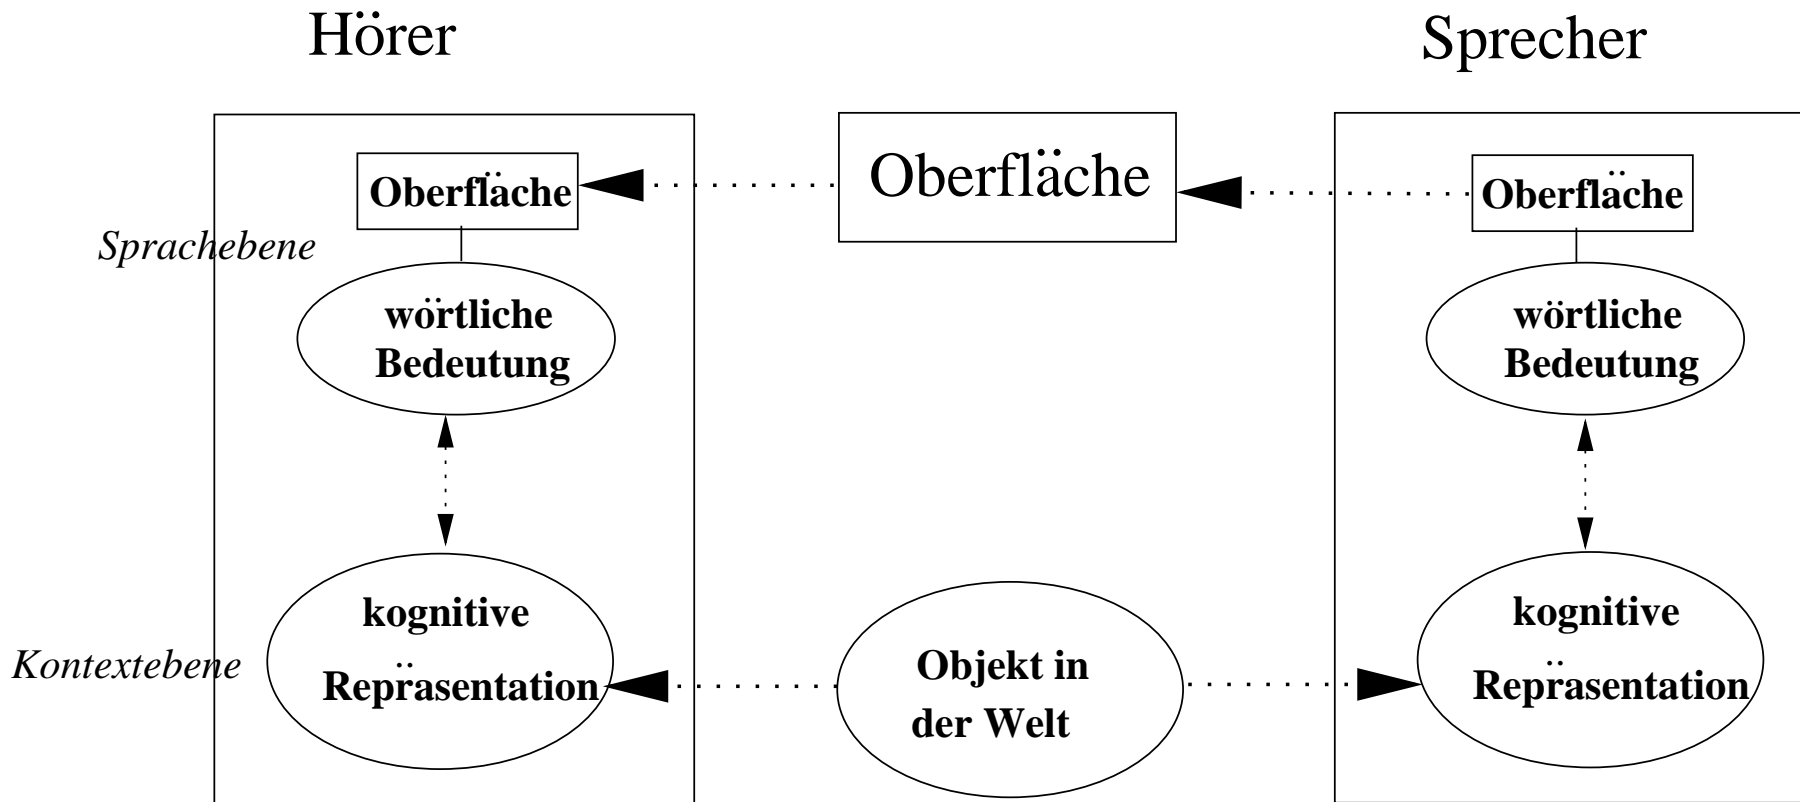 Hörer
Sprecher
Oberfläche
Oberfläche
Oberfläche
Sprachebene
wörtliche
Bedeutung
wörtliche
Bedeutung
kognitive
Repräsentation
Kontextebene
Objekt in
der Welt
kognitive
Repräsentation